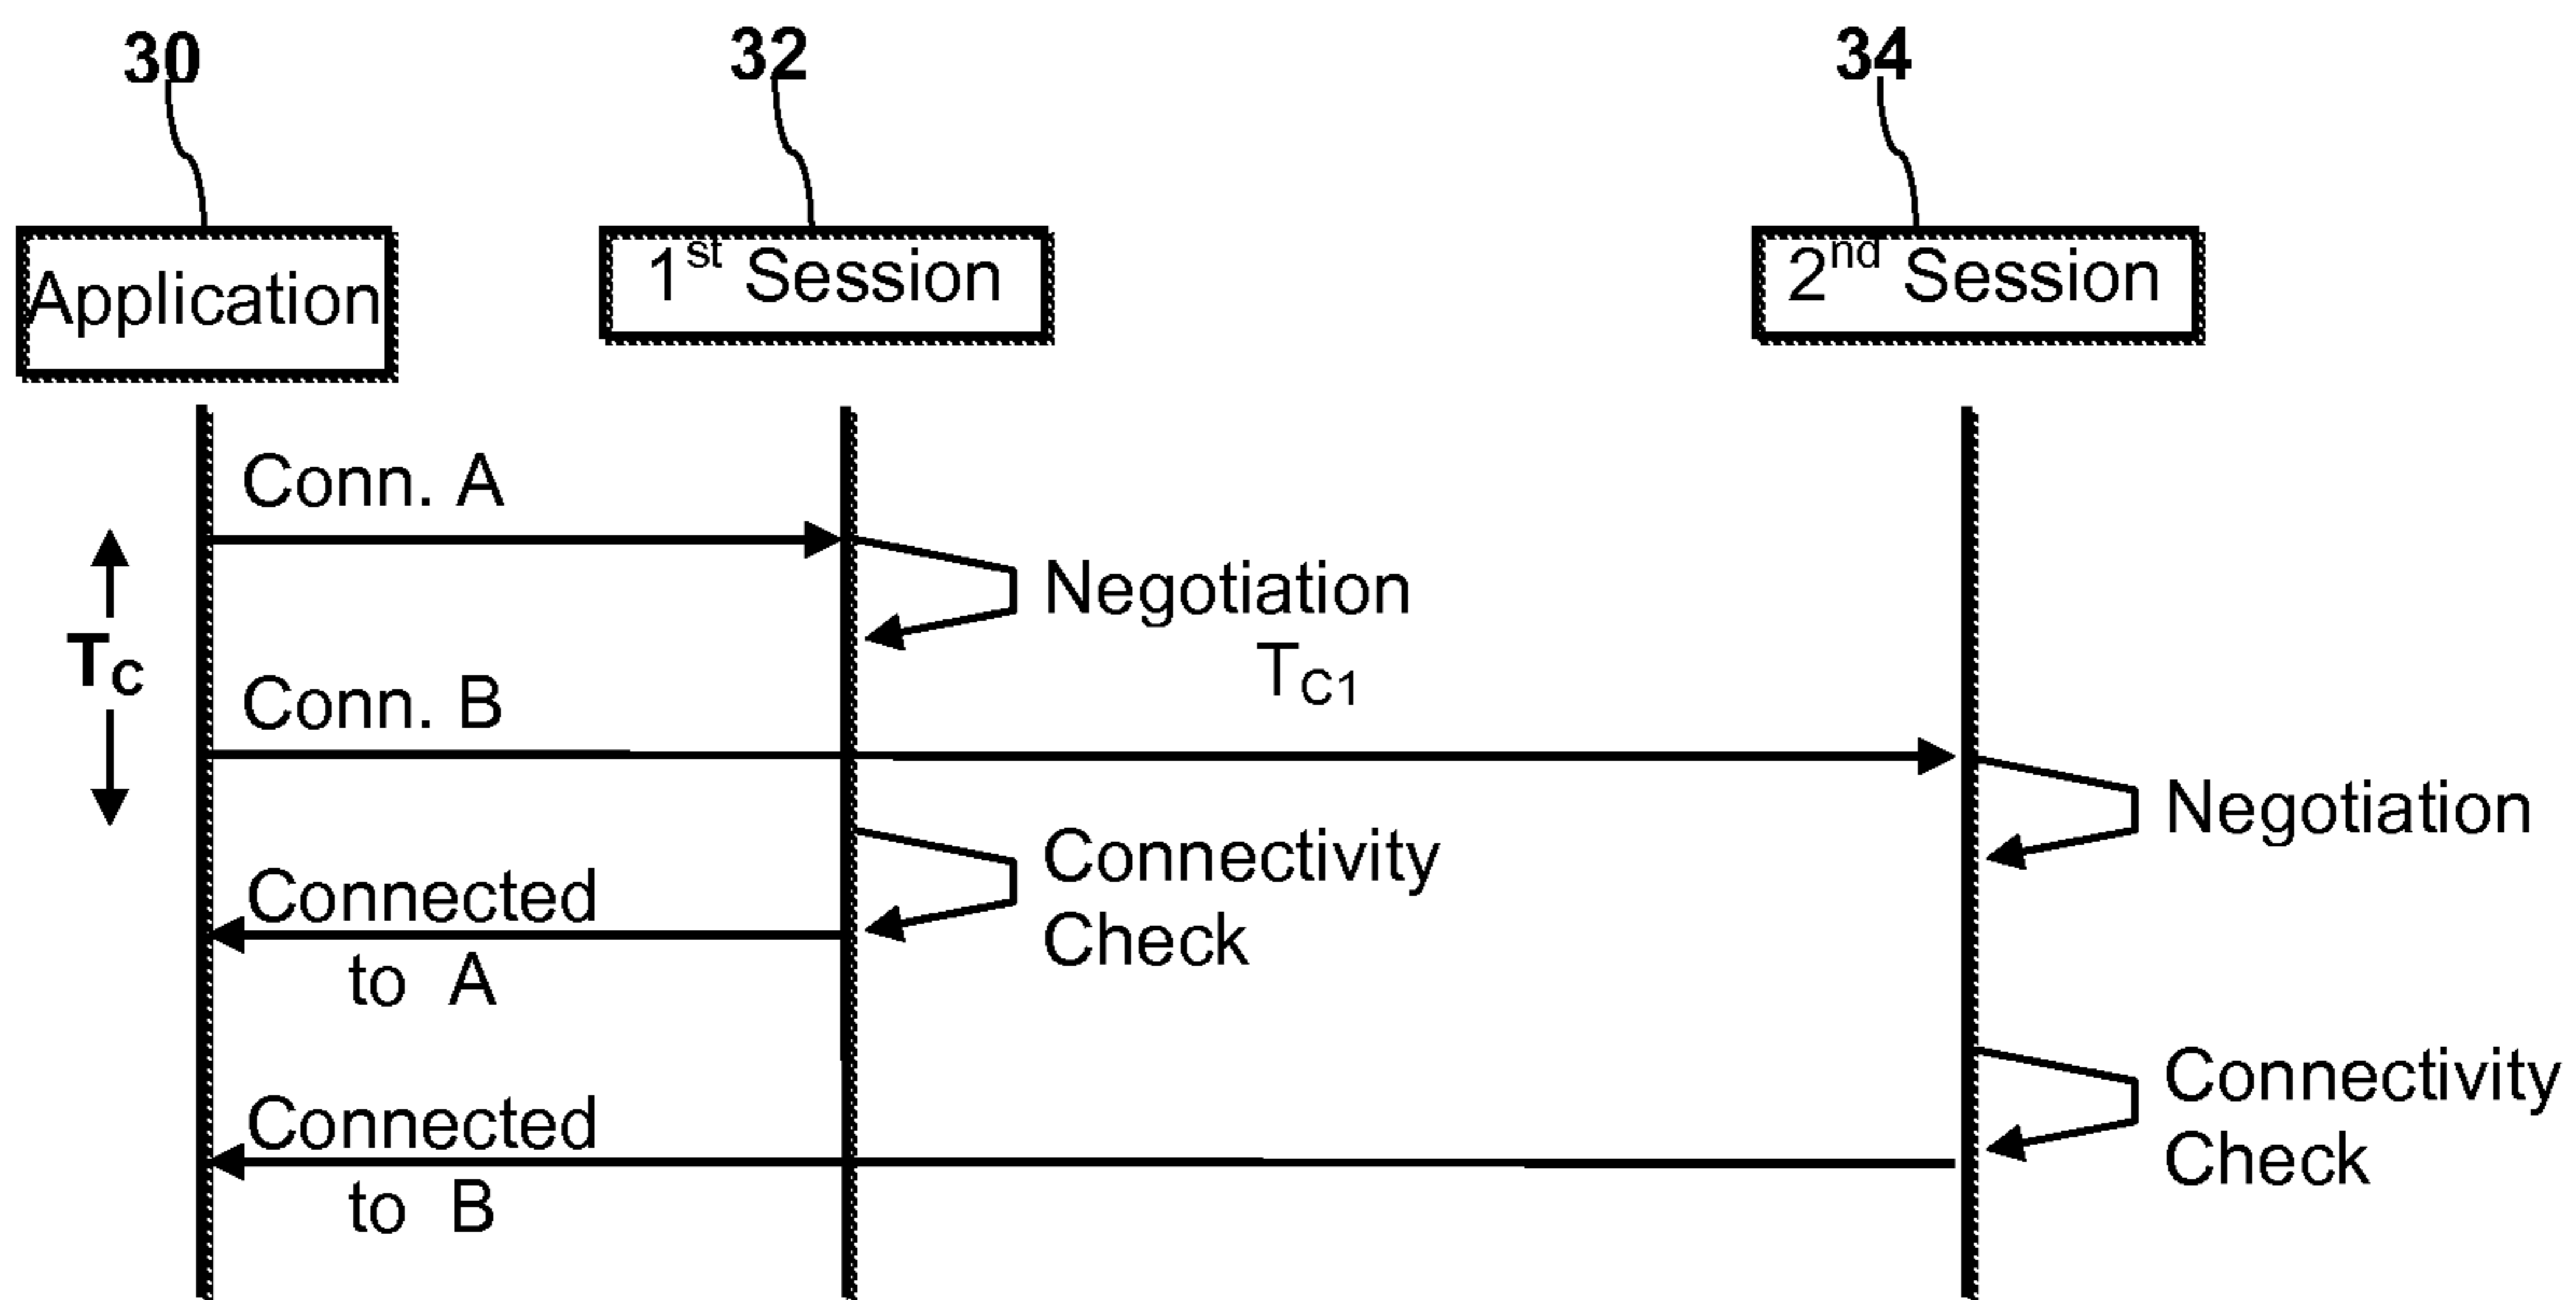 30
32
34
Application
1st Session
2nd Session
Conn. A
Negotiation
TC1
TC
Conn. B
Negotiation
Connectivity
Check
Connected
to A
Connectivity
Check
Connected
to B